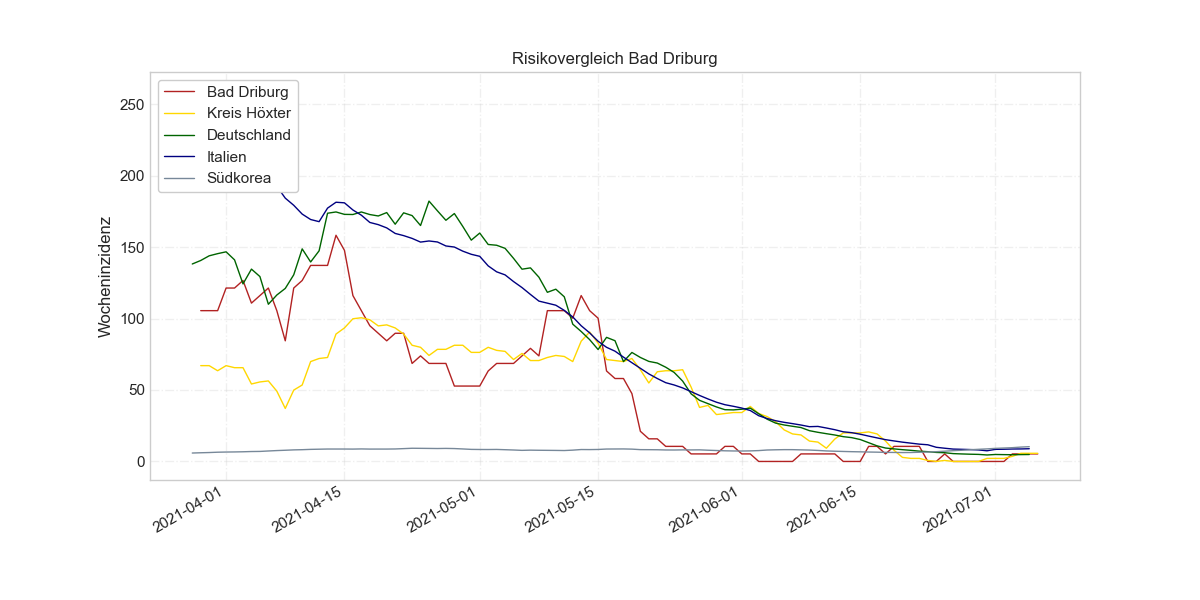 Risikovergleich Bad Driburg
Bad Driburg
Kreis Höxter
Deutschland
Italien
Südkorea
Wocheninzidenz
250
200
150
100
50
0
2021-04-01
2021-04-15
2021-05-01
2021-05-15
2021-06-01
2021-06-15
2021-07-01